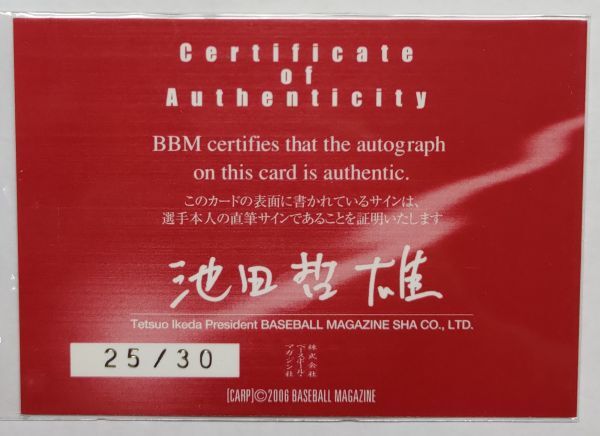 Certificate
of
Authenticity
BBM certifies that the autograph
on this card is authentic.
このカードの表面に書かれているサインは、
選手本人の直筆サインであることを証明いたします
池田哲雄
Tetsuo Ikeda President BASEBALL MAGAZINE SHA CO., LTD.
25/30
株式会社
ベースボール・
マガジン社
[CARP]©2006 BASEBALL MAGAZINE